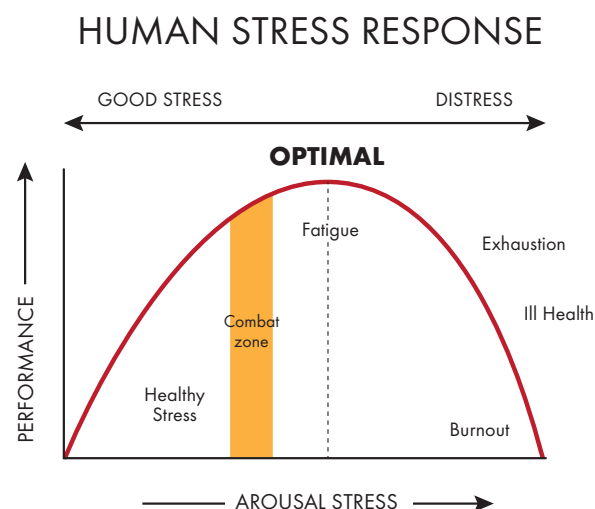 HUMAN STRESS RESPONSE
GOOD STRESS
DISTRESS
OPTIMAL
Fatigue
Exhaustion
Ill Health
Combat
zone
Healthy
Stress
Burnout
PERFORMANCE
AROUSAL STRESS